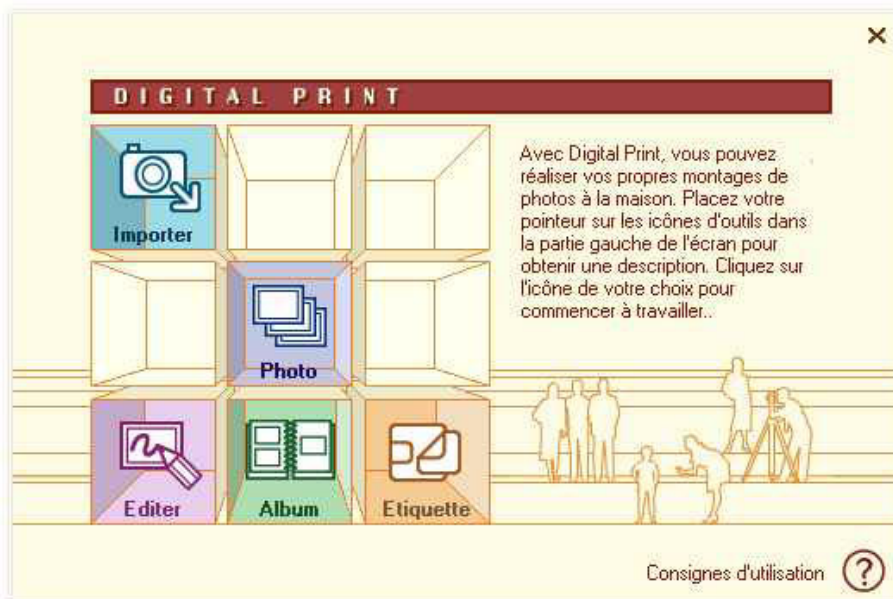 DIGITAL PRINT
Importer
Avec Digital Print, vous pouvez
réaliser vos propres montages de
photos à la maison. Placez votre
pointeur sur les icônes d'outils dans
la partie gauche de l'écran pour
obtenir une description. Cliquez sur
l'icône de votre choix pour
commencer à travailler..
Photo
Editer
Album
Etiquette
Consignes d'utilisation ?